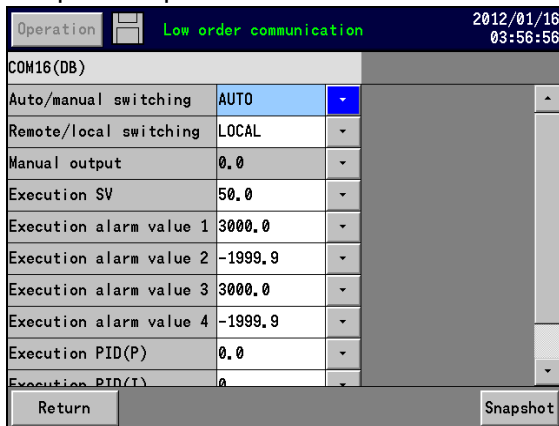 Operation Low order communication 2012/01/16
03:56:56
COM16(DB)
Auto/manual switching AUTO
Remote/local switching LOCAL
Manual output 0.0
Execution SV 50.0
Execution alarm value 1 3000.0
Execution alarm value 2 -1999.9
Execution alarm value 3 3000.0
Execution alarm value 4 -1999.9
Execution PID(P) 0.0
Execution PID(I) 0
Return Snapshot